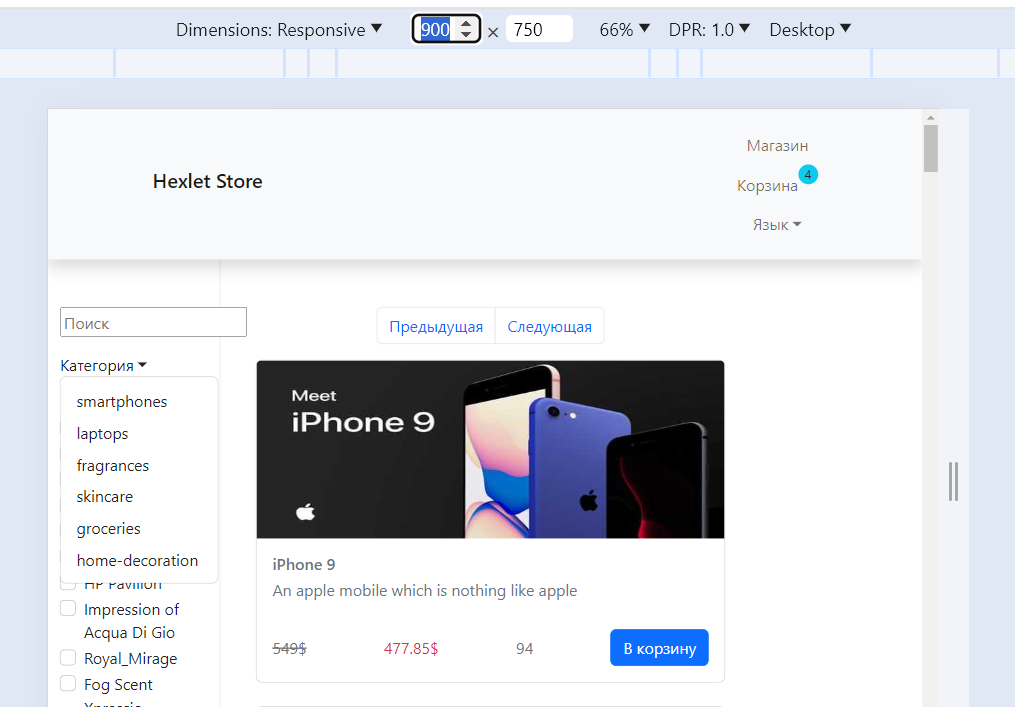 Dimensions: Responsive 900 × 750 66% DPR: 1.0 Desktop
Магазин
Корзина 4
Hexlet Store
Язык
Поиск
Предыдущая Следующая
Категория
smartphones
laptops
fragrances
skincare
groceries
home-decoration
HP Pavilion
Impression of
Acqua Di Gio
Royal_Mirage
Fog Scent
Xpressio
Meet
iPhone 9
iPhone 9
An apple mobile which is nothing like apple
549$ 477.85$ 94 В корзину